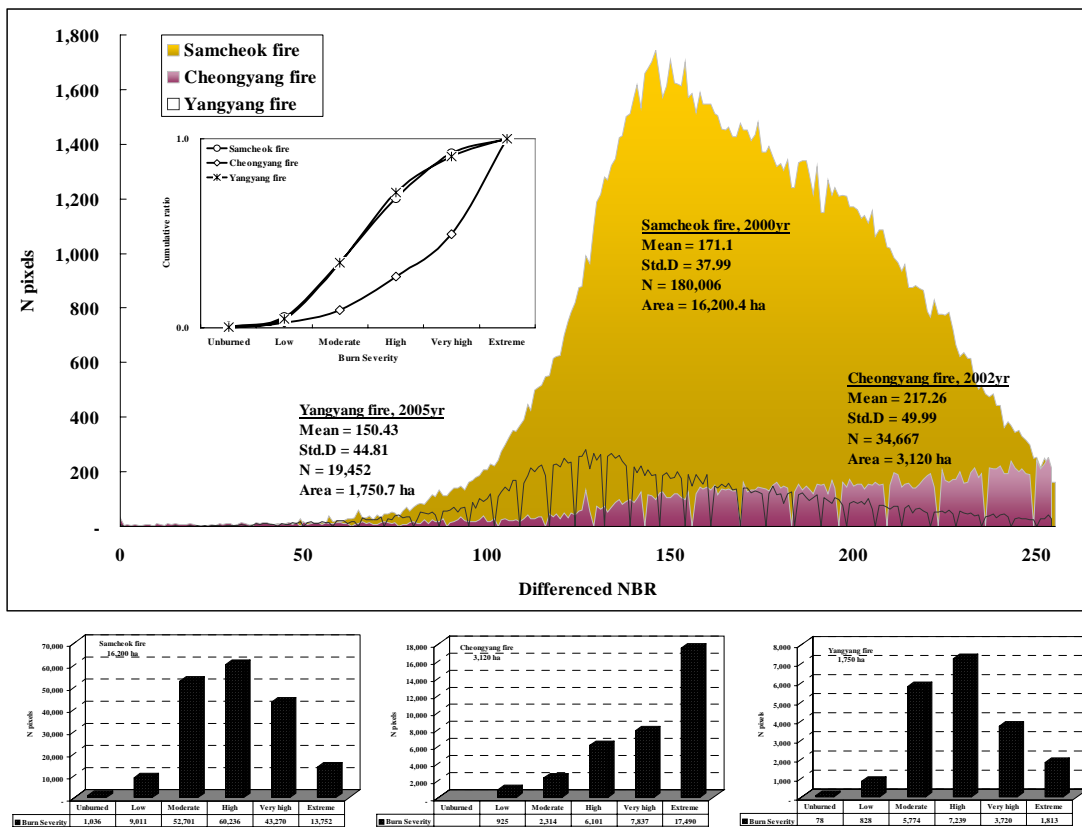 1,800
1,600
1,400
1,200
1,000
800
600
400
200
-
N pixels
Samcheok fire
Cheongyang fire
Yangyang fire
1.0
0.0
Cumulative ratio
Samcheok fire
Cheongyang fire
Yangyang fire
Unburned Low Moderate High Very high Extreme
Burn Severity
Samcheok fire, 2000yr
Mean = 171.1
Std.D = 37.99
N = 180,006
Area = 16,200.4 ha
Cheongyang fire, 2002yr
Mean = 217.26
Std.D = 49.99
N = 34,667
Area = 3,120 ha
Yangyang fire, 2005yr
Mean = 150.43
Std.D = 44.81
N = 19,452
Area = 1,750.7 ha
0 50 100 150 200 250
Differenced NBR
Samcheok fire
16,200 ha
70,000
60,000
50,000
40,000
30,000
20,000
10,000
-
N pixels
Unburned Low Moderate High Very high Extreme
Burn Severity 1,036 9,011 52,701 60,236 43,270 13,752
Cheongyang fire
3,120 ha
18,000
16,000
14,000
12,000
10,000
8,000
6,000
4,000
2,000
-
N pixels
Unburned Low Moderate High Very high Extreme
Burn Severity 925 2,314 6,101 7,837 17,490
Yangyang fire
1,750 ha
8,000
7,000
6,000
5,000
4,000
3,000
2,000
1,000
-
N pixels
Unburned Low Moderate High Very high Extreme
Burn Severity 78 828 5,774 7,239 3,720 1,813